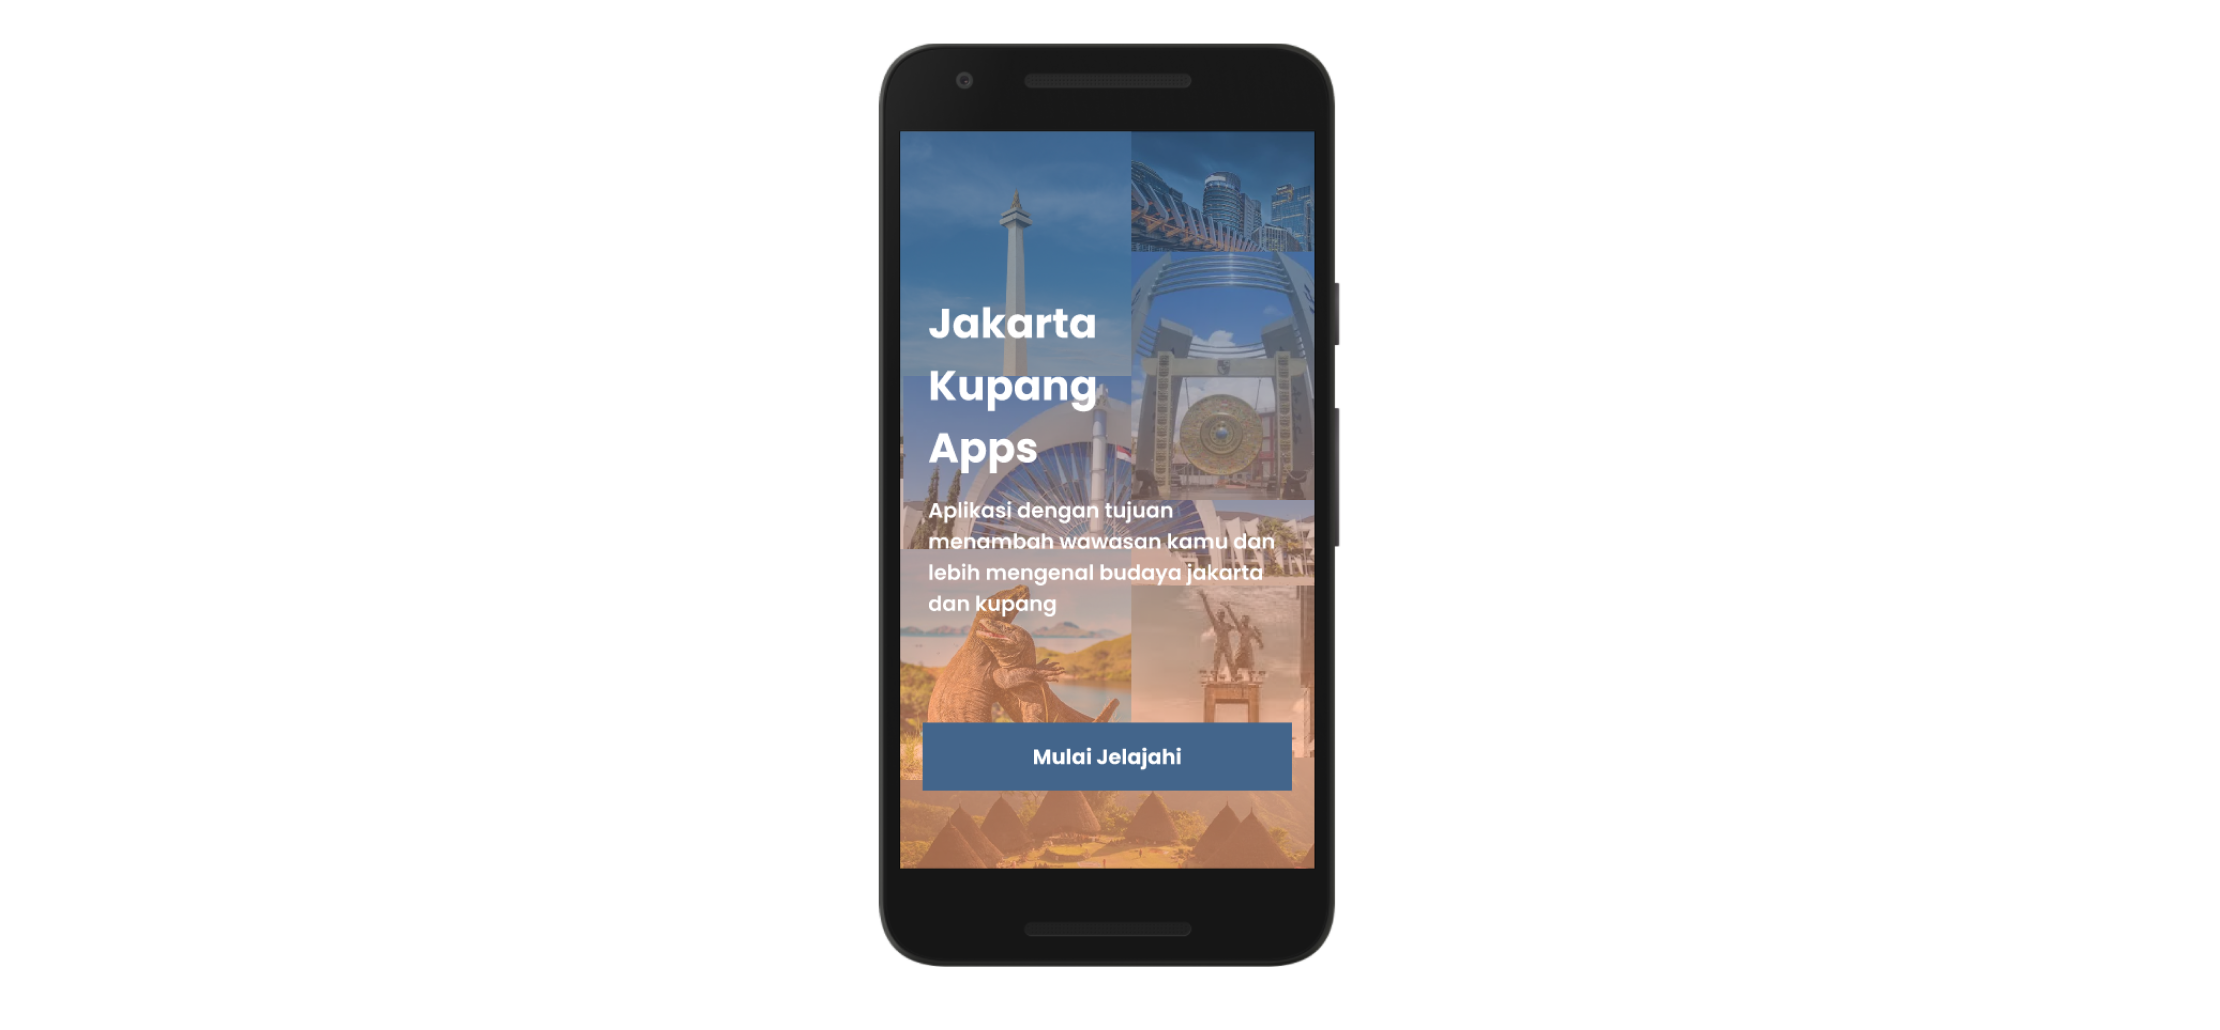 Jakarta
Kupang
Apps
Aplikasi dengan tujuan
menambah wawasan kamu dan
lebih mengenal budaya jakarta
dan kupang
Mulai Jelajahi